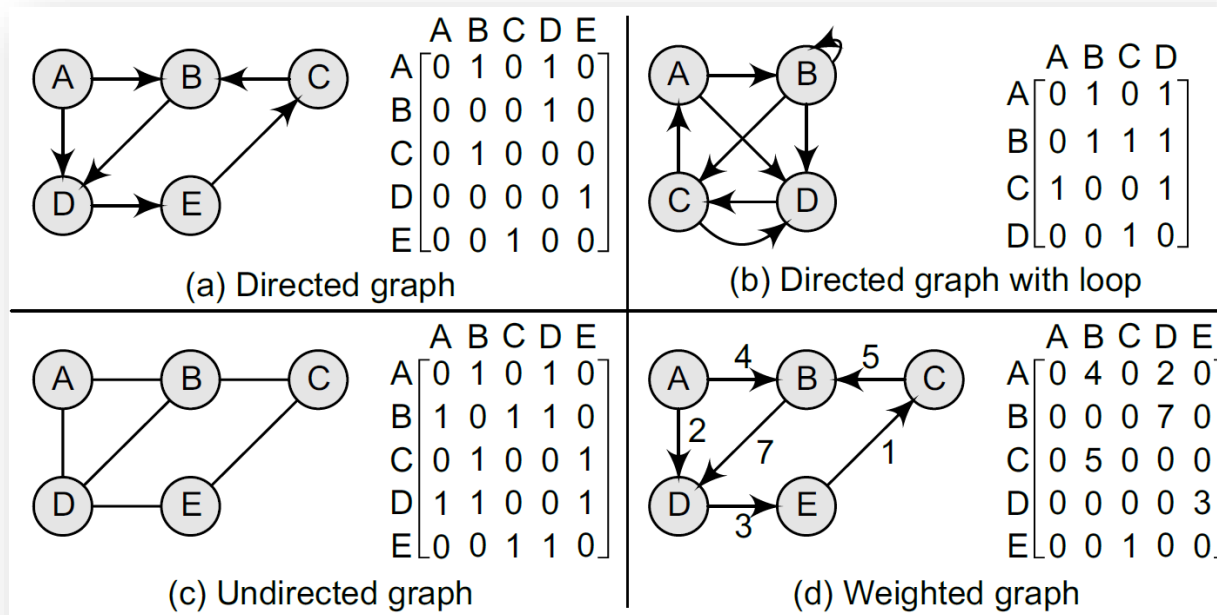 A B C D E
A 0 1 0 1 0
B 0 0 0 1 0
C 0 1 0 0 0
D 0 0 0 0 1
E 0 0 1 0 0
A B C
D E
(a) Directed graph
A B C D
A 0 1 0 1
B 0 1 1 1
C 1 0 0 1
D 0 0 1 0
A B
C D
(b) Directed graph with loop
A B C D E
A 0 1 0 1 0
B 1 0 1 1 0
C 0 1 0 0 1
D 1 1 0 0 1
E 0 0 1 1 0
A B C
D E
(c) Undirected graph
A B C D E
A 0 4 0 2 0
B 0 0 0 7 0
C 0 5 0 0 0
D 0 0 0 0 3
E 0 0 1 0 0
A 4 B 5 C
2 7 1
D 3 E
(d) Weighted graph